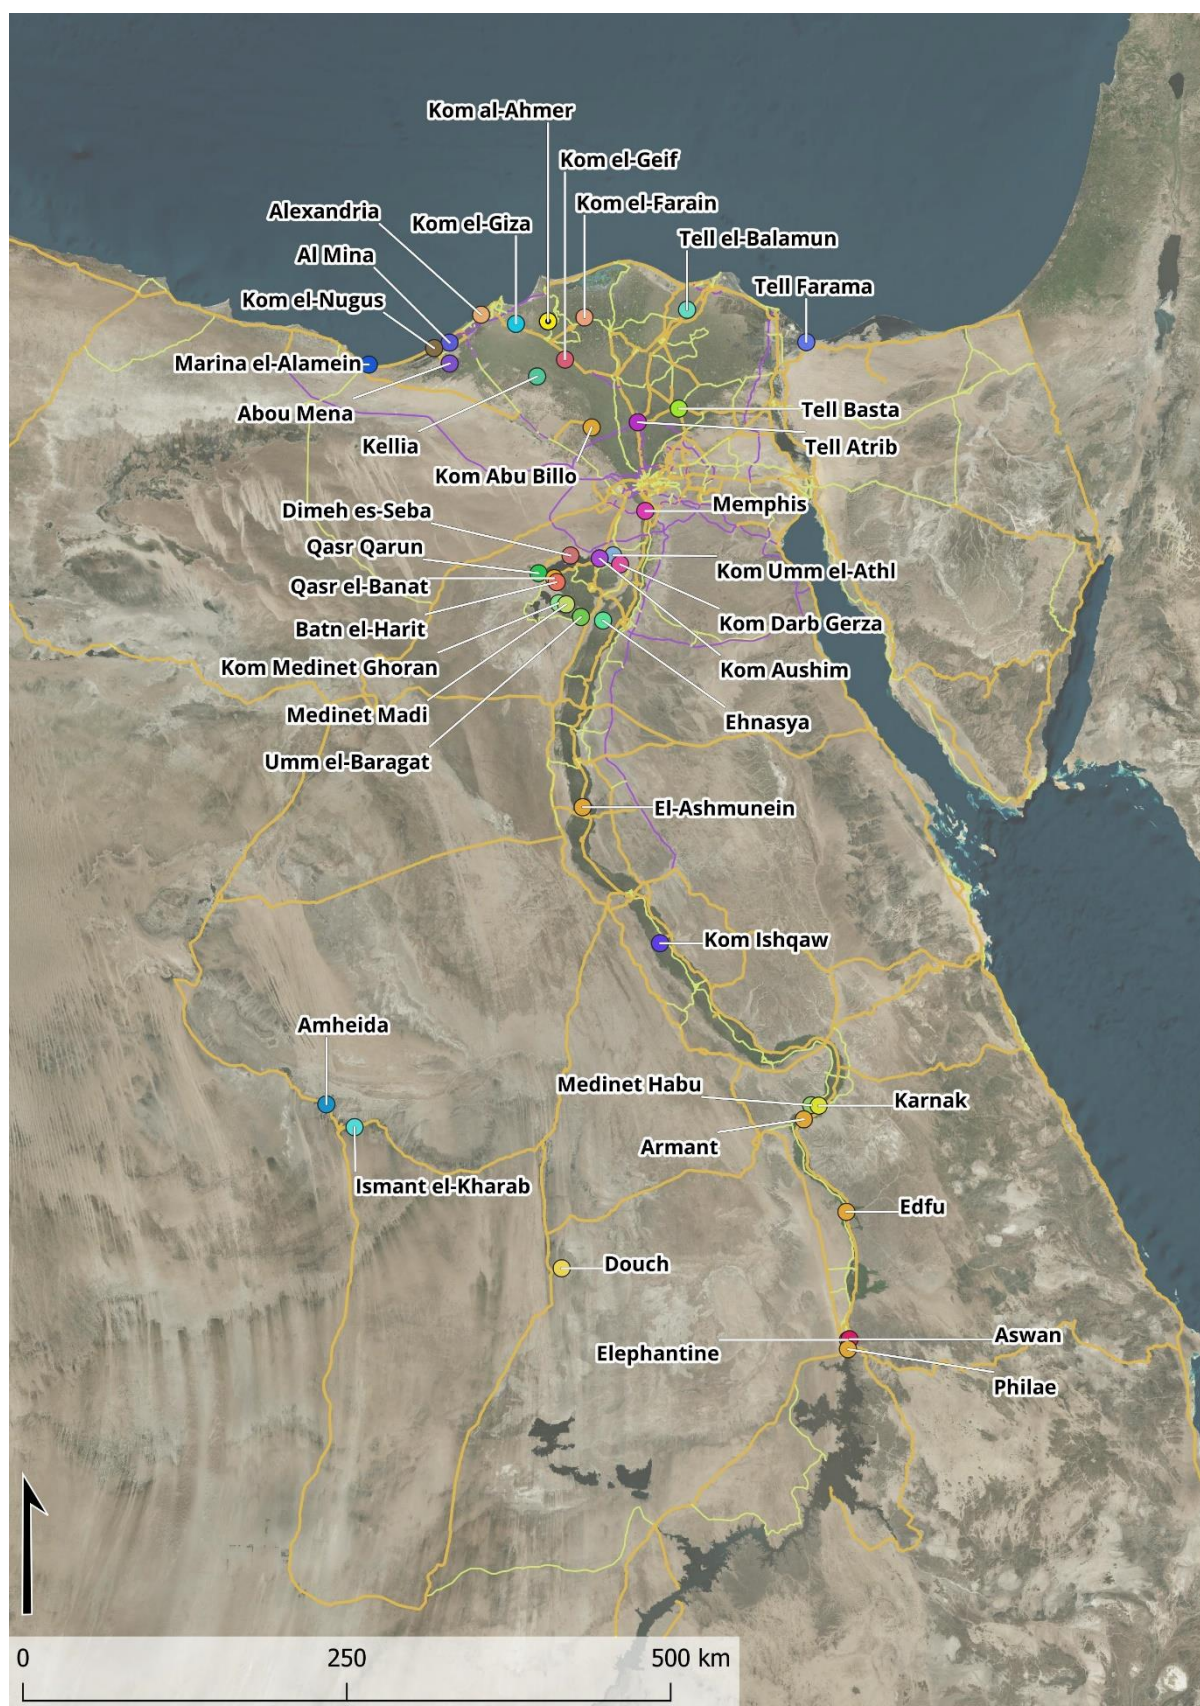 Kom al-Ahmer
Kom el-Geif
Kom el-Farain
Alexandria
Kom el-Giza
Tell el-Balamun
Al Mina
Tell Farama
Kom el-Nugus
Marina el-Alamein
Abou Mena
Tell Basta
Kellia
Tell Atrib
Kom Abu Billo
Memphis
Dimeh es-Seba
Qasr Qarun
Kom Umm el-Athl
Qasr el-Banat
Kom Darb Gerza
Batn el-Harit
Kom Medinet Ghoran
Kom Aushim
Medinet Madi
Ehnasya
Umm el-Baragat
El-Ashmunein
Kom Ishqaw
Amheida
Medinet Habu
Karnak
Armant
Ismant el-Kharab
Edfu
Douch
Aswan
Elephantine
Philae
0 250 500 km